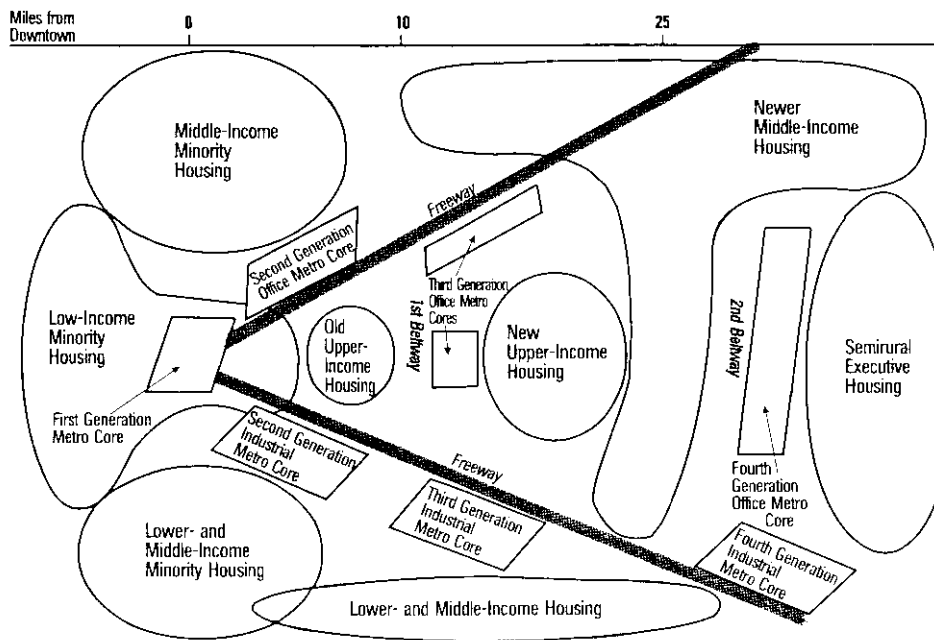 Miles from
Downtown
0
10
25
Middle-Income
Minority
Housing
Newer
Middle-Income
Housing
Freeway
Second Generation
Office Metro Core
Third Generation
Office Metro
Cores
1st Beltway
2nd Beltway
Low-Income
Minority
Housing
Old
Upper-
Income
Housing
New
Upper-Income
Housing
Semirural
Executive
Housing
First Generation
Metro Core
Second Generation
Industrial
Metro Core
Freeway
Fourth
Generation
Office Metro
Core
Third Generation
Industrial
Metro Core
Lower- and
Middle-Income
Minority Housing
Fourth Generation
Industrial
Metro Core
Lower- and Middle-Income Housing